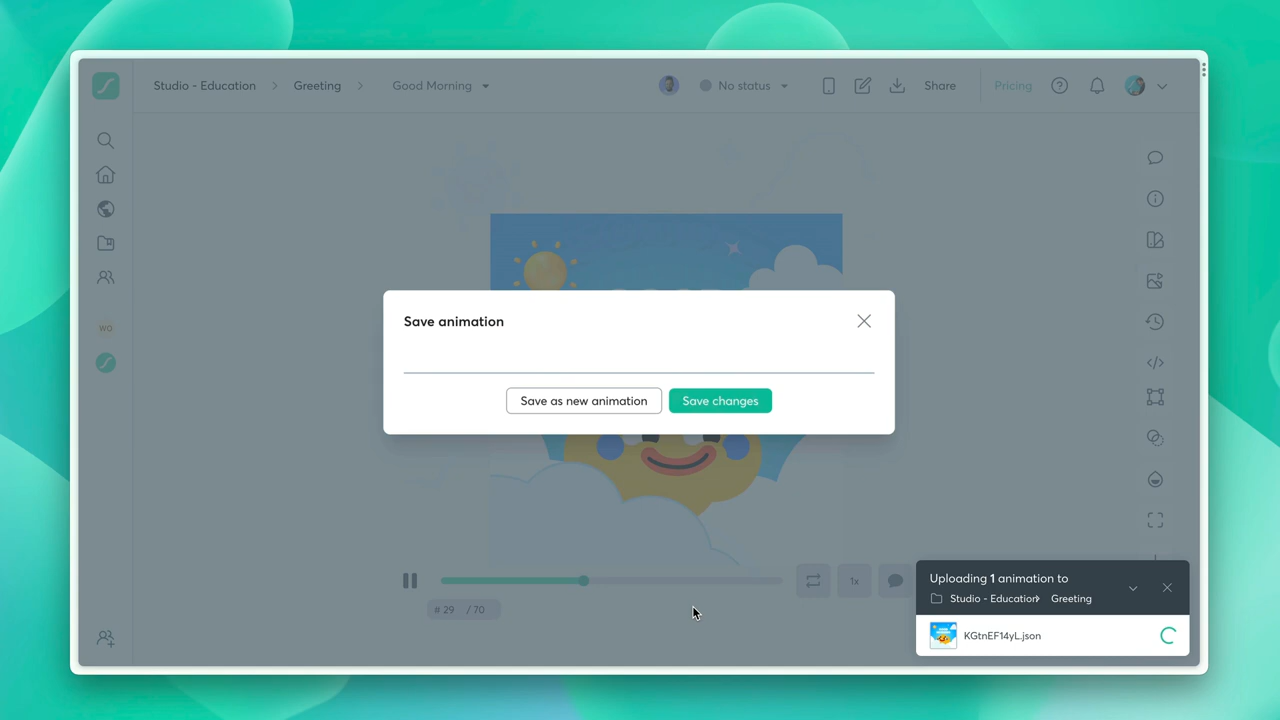 Studio - Education
Greeting
Good Morning
No status
Share
Pricing
WO
Save animation
Save as new animation
Save changes
1x
# 29 / 70
Uploading 1 animation to
Studio - Education
Greeting
KGtnEF14yL.json